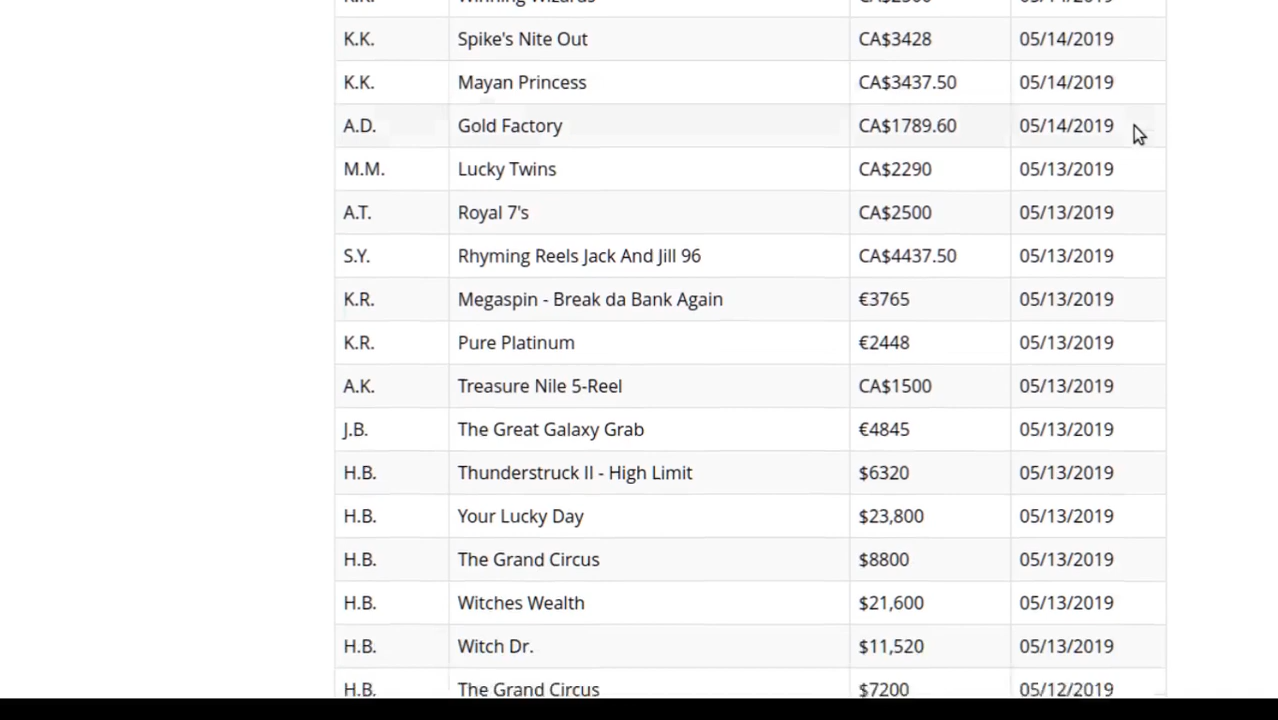 K.K. Spike's Nite Out CA$3428 05/14/2019
K.K. Mayan Princess CA$3437.50 05/14/2019
A.D. Gold Factory CA$1789.60 05/14/2019
M.M. Lucky Twins CA$2290 05/13/2019
A.T. Royal 7's CA$2500 05/13/2019
S.Y. Rhyming Reels Jack And Jill 96 CA$4437.50 05/13/2019
K.R. Megaspin - Break da Bank Again €3765 05/13/2019
K.R. Pure Platinum €2448 05/13/2019
A.K. Treasure Nile 5-Reel CA$1500 05/13/2019
J.B. The Great Galaxy Grab €4845 05/13/2019
H.B. Thunderstruck II - High Limit $6320 05/13/2019
H.B. Your Lucky Day $23,800 05/13/2019
H.B. The Grand Circus $8800 05/13/2019
H.B. Witches Wealth $21,600 05/13/2019
H.B. Witch Dr. $11,520 05/13/2019
H.B. The Grand Circus $7200 05/12/2019